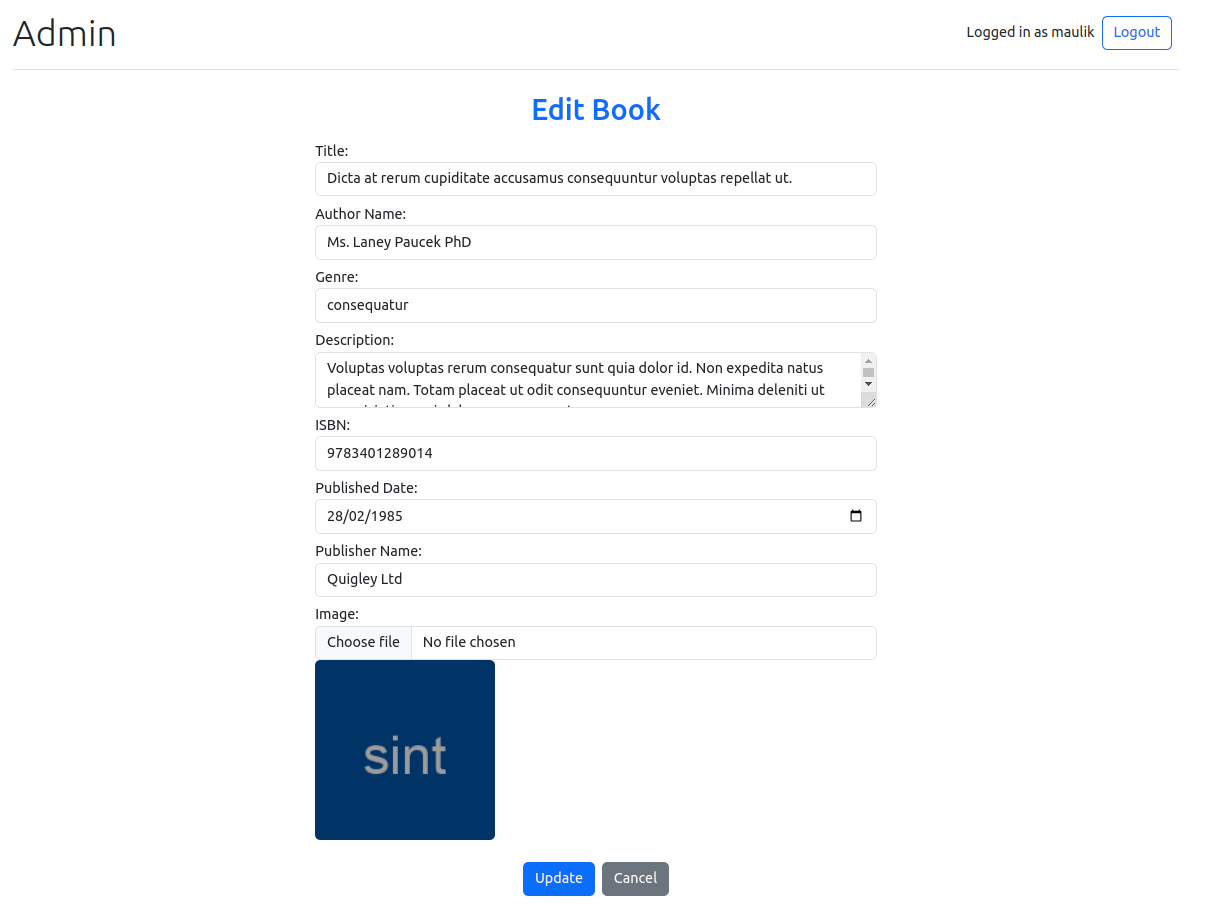 Admin
Logged in as maulik
Logout
Edit Book
Title:
Dicta at rerum cupiditate accusamus consequuntur voluptas repellat ut.
Author Name:
Ms. Laney Paucek PhD
Genre:
consequatur
Description:
Voluptas voluptas rerum consequatur sunt quia dolor id. Non expedita natus
placeat nam. Totam placeat ut odit consequuntur eveniet. Minima deleniti ut
ISBN:
9783401289014
Published Date:
28/02/1985
Publisher Name:
Quigley Ltd
Image:
Choose file No file chosen
sint
Update
Cancel